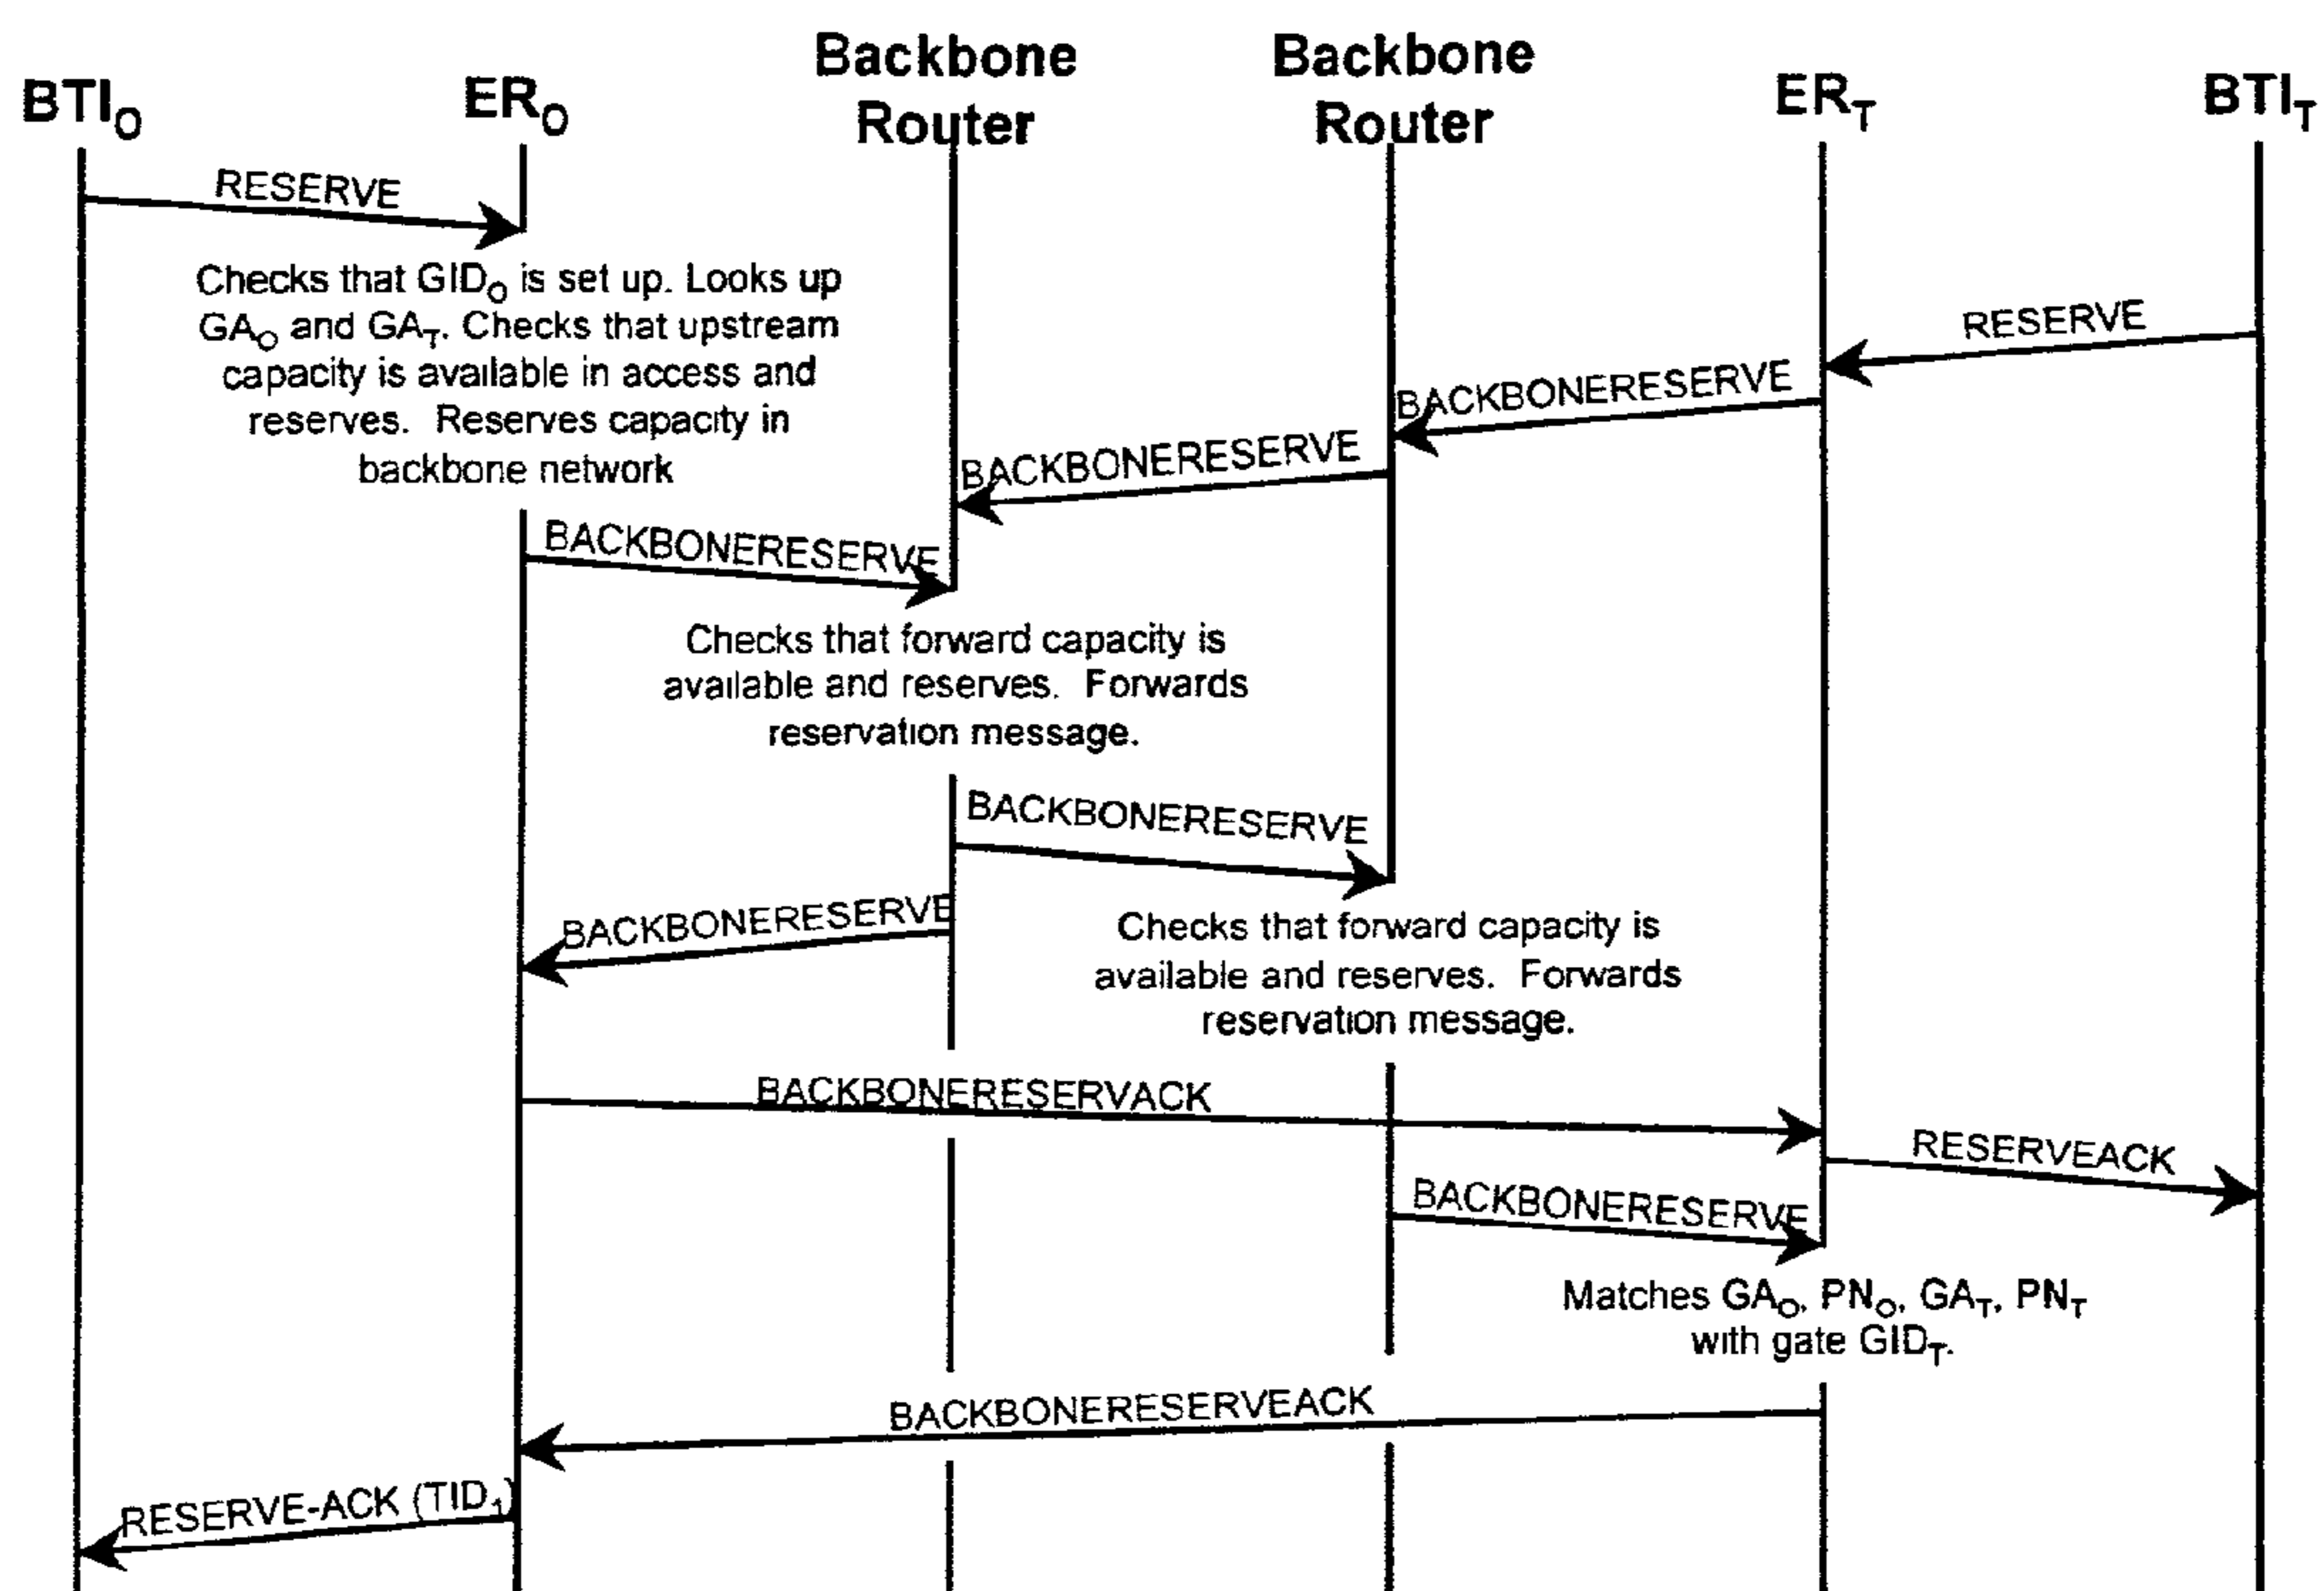 BTIO
ERO
Backbone
Router
Backbone
Router
ERT
BTIT
RESERVE
Checks that GIDO is set up. Looks up
GAO and GAT. Checks that upstream
capacity is available in access and
reserves. Reserves capacity in
backbone network
RESERVE
BACKBONERESERVE
BACKBONERESERVE
BACKBONERESERVE
Checks that forward capacity is
available and reserves. Forwards
reservation message.
BACKBONERESERVE
BACKBONERESERVE
Checks that forward capacity is
available and reserves. Forwards
reservation message.
BACKBONERESERVACK
RESERVEACK
BACKBONERESERVE
Matches GAO, PNO, GAT, PNT
with gate GIDT.
BACKBONERESERVEACK
RESERVE-ACK (TID1)